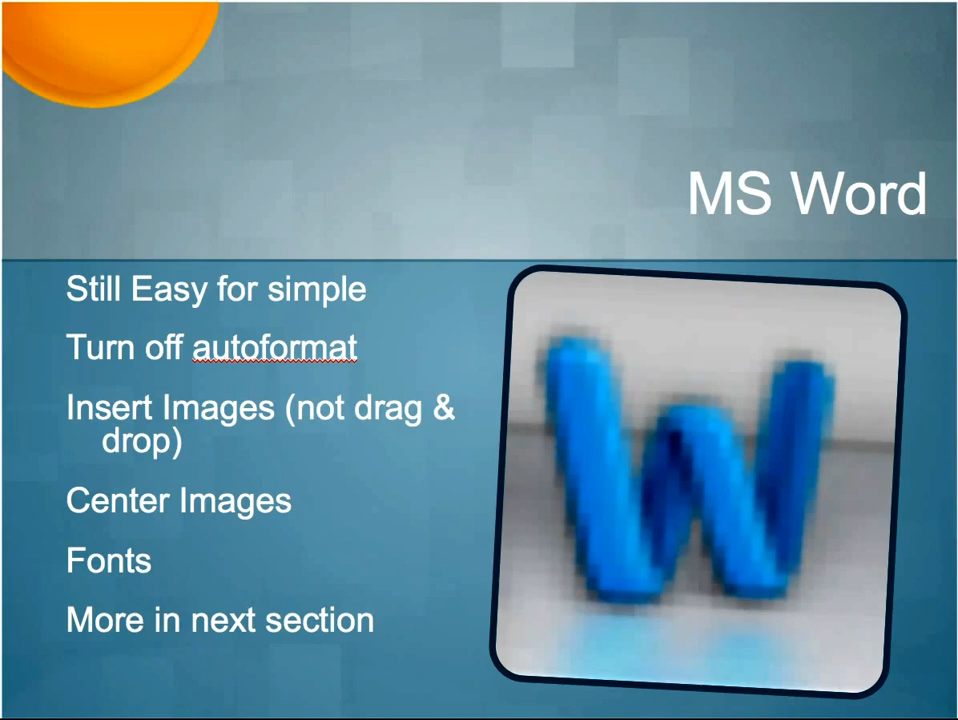 MS Word
Still Easy for simple
Turn off autoformat
Insert Images (not drag &
drop)
Center Images
Fonts
More in next section
W